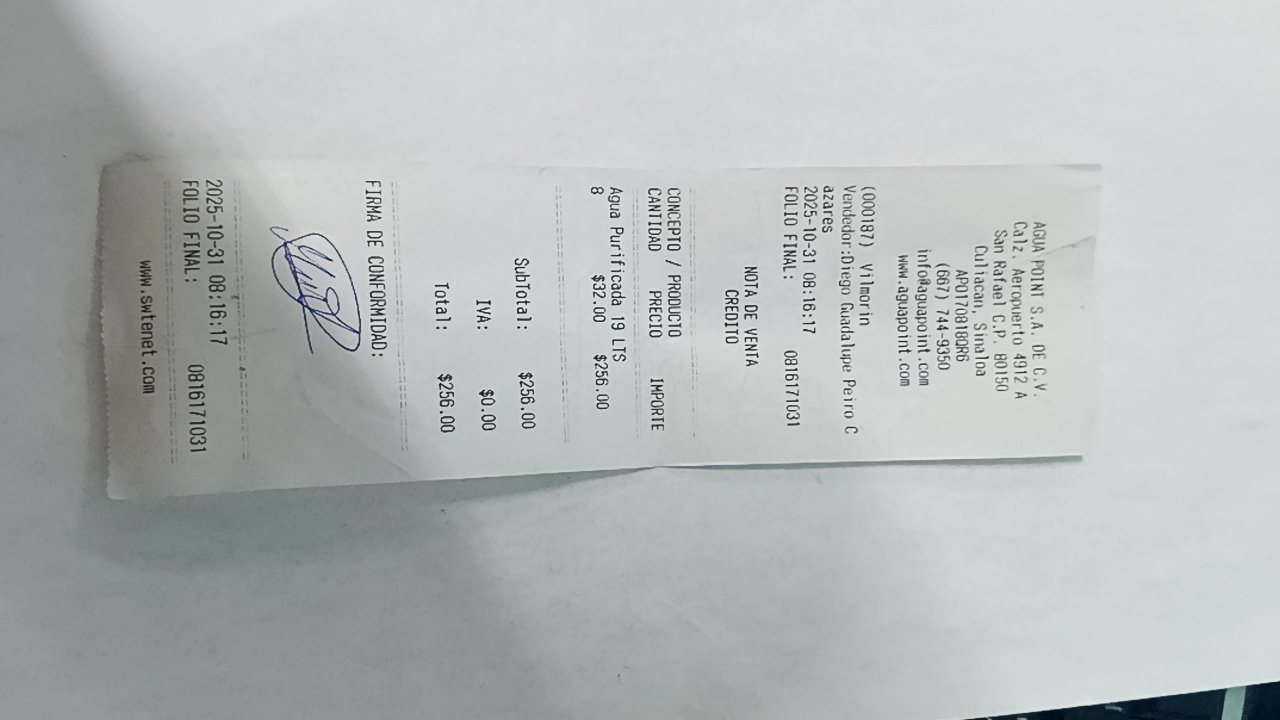 AGUA POINT S.A. DE C.V.
Calz. Aeropuerto 4912 A
San Rafael C.P. 80150
Culiacan, Sinaloa
APO170818QR6
(667) 744-9350
info@aguapoint.com
www.aguapoint.com
(000187) Vilmorin
Vendedor:Diego Guadalupe Peiro C
azares
2025-10-31 08:16:17
FOLIO FINAL: 0816171031
NOTA DE VENTA
CREDITO
CONCEPTO / PRODUCTO
CANTIDAD PRECIO IMPORTE
Agua Purificada 19 LTS
8 $32.00 $256.00
SubTotal: $256.00
IVA: $0.00
Total: $256.00
FIRMA DE CONFORMIDAD:
2025-10-31 08:16:17
FOLIO FINAL: 0816171031
www.swtenet.com